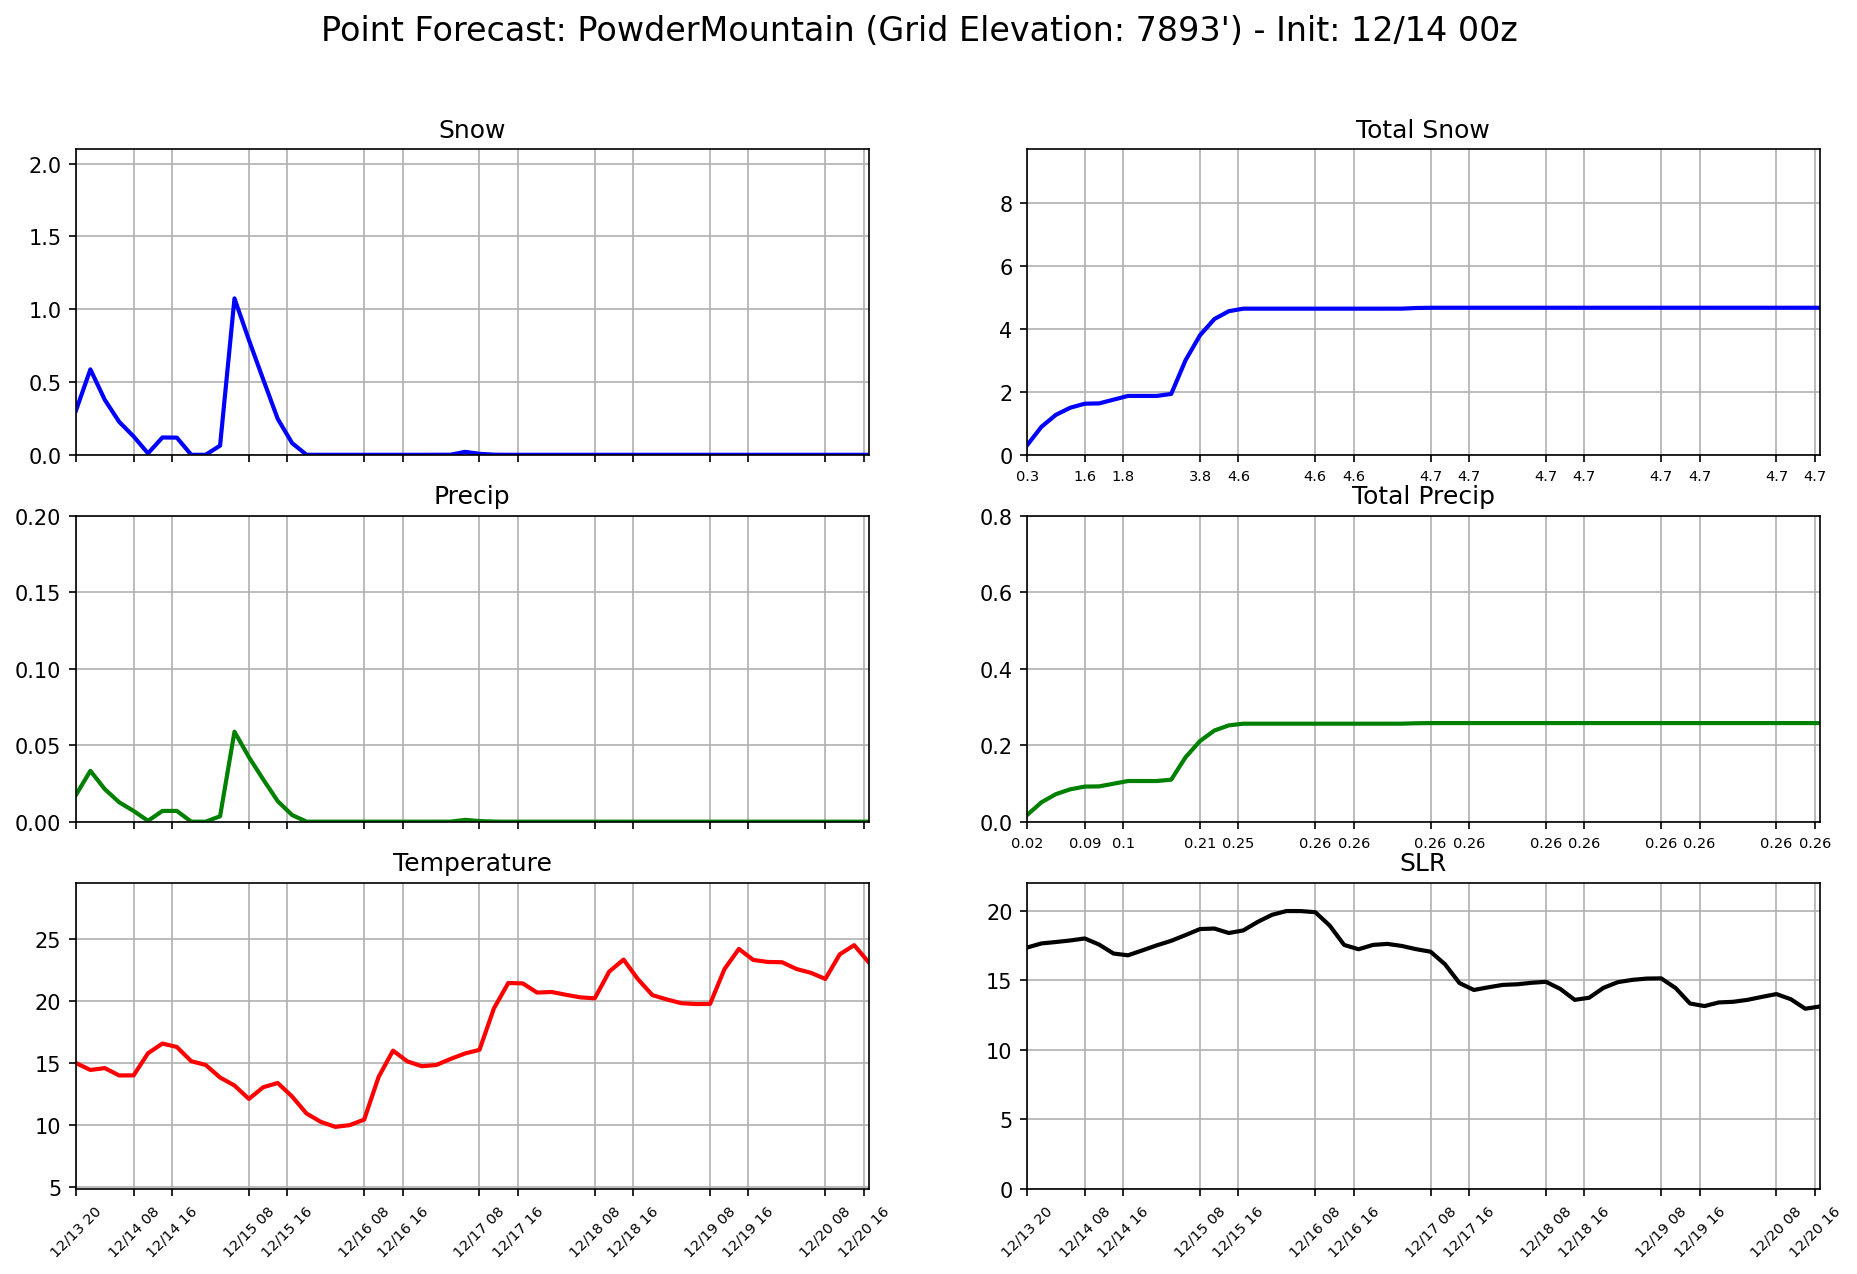 Point Forecast: PowderMountain (Grid Elevation: 7893') - Init: 12/14 00z
Snow
2.0
1.5
1.0
0.5
0.0
Total Snow
8
6
4
2
0
0.3 1.6 1.8 3.8 4.6 4.6 4.6 4.7 4.7 4.7 4.7 4.7 4.7 4.7 4.7
Precip
0.20
0.15
0.10
0.05
0.00
Total Precip
0.8
0.6
0.4
0.2
0.0
0.02 0.09 0.1 0.21 0.25 0.26 0.26 0.26 0.26 0.26 0.26 0.26 0.26 0.26 0.26
Temperature
25
20
15
10
5
12/13 20 12/14 08 12/14 16 12/15 08 12/15 16 12/16 08 12/16 16 12/17 08 12/17 16 12/18 08 12/18 16 12/19 08 12/19 16 12/20 08 12/20 16
SLR
20
15
10
5
0
12/13 20 12/14 08 12/14 16 12/15 08 12/15 16 12/16 08 12/16 16 12/17 08 12/17 16 12/18 08 12/18 16 12/19 08 12/19 16 12/20 08 12/20 16